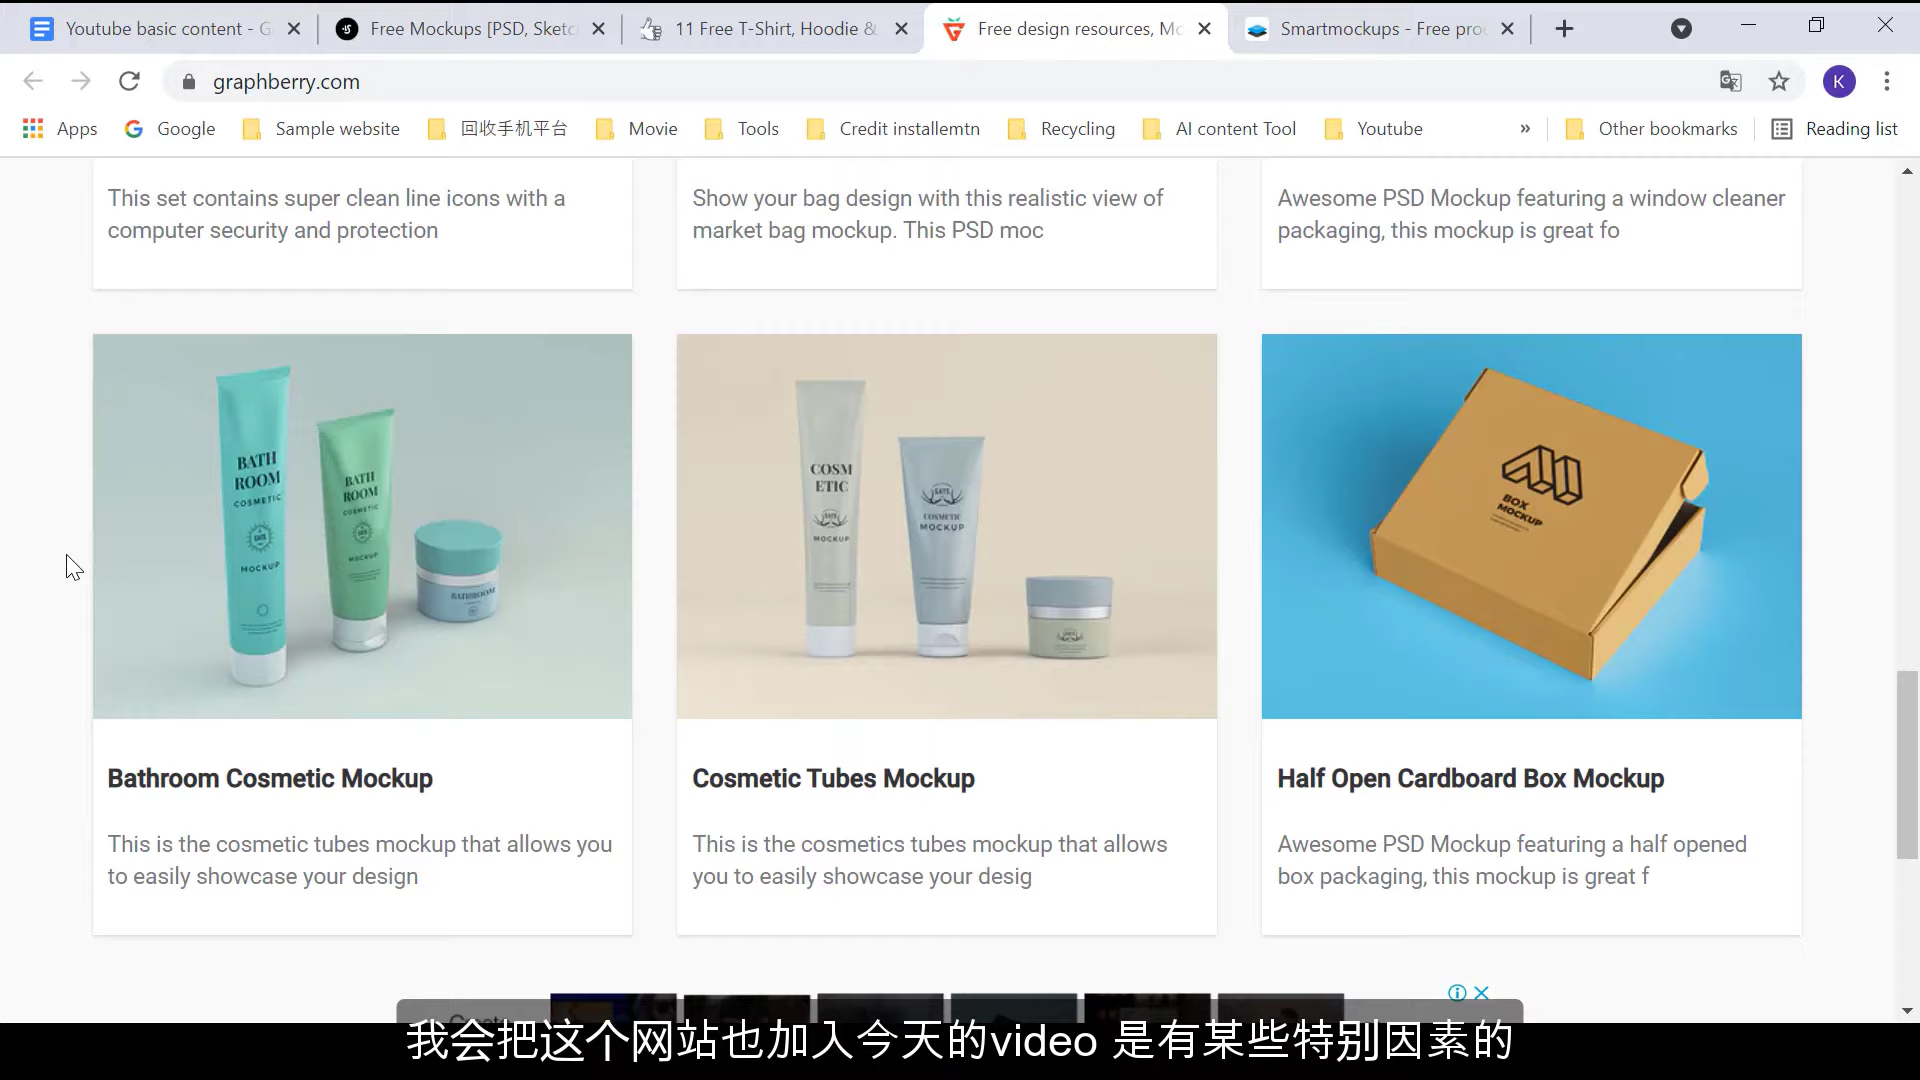 Youtube basic content - G
Free Mockups [PSD, Sketc
11 Free T-Shirt, Hoodie &
Free design resources, Mo
Smartmockups - Free pro
graphberry.com
K
Apps
Google
Sample website
回收手机平台
Movie
Tools
Credit installemtn
Recycling
AI content Tool
Youtube
»
Other bookmarks
Reading list
This set contains super clean line icons with a
computer security and protection
Show your bag design with this realistic view of
market bag mockup. This PSD moc
Awesome PSD Mockup featuring a window cleaner
packaging, this mockup is great fo
BATH
ROOM
COSMETIC
MOCKUP
BATH
ROOM
COSMETIC
MOCKUP
BATHROOM
COSM
ETIC
MOCKUP
COSMETIC
MOCKUP
BOX
MOCKUP
Bathroom Cosmetic Mockup
This is the cosmetic tubes mockup that allows you
to easily showcase your design
Cosmetic Tubes Mockup
This is the cosmetics tubes mockup that allows
you to easily showcase your desig
Half Open Cardboard Box Mockup
Awesome PSD Mockup featuring a half opened
box packaging, this mockup is great f
我会把这个网站也加入今天的video 是有某些特别因素的